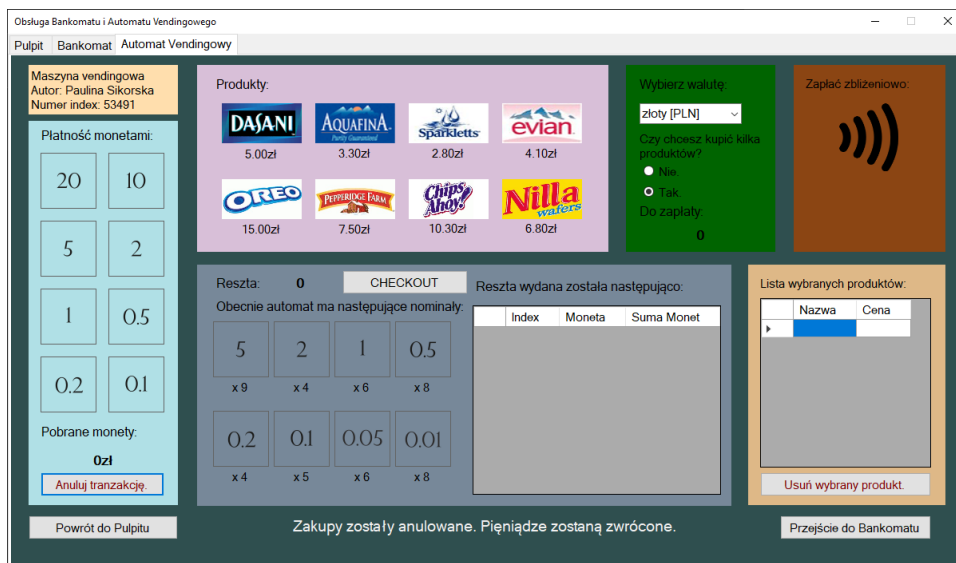 Obsługa Bankomatu i Automatu Vendingowego
Pulpit Bankomat Automat Vendingowy
Maszyna vendingowa
Autor: Paulina Sikorska
Numer index: 53491
Płatność monetami:
20 10
5 2
1 0.5
0.2 0.1
Pobrane monety:
0zł
Anuluj tranzakcję.
Powrót do Pulpitu
Produkty:
DASANI AQUAFINA. Sparkletts evian.
Purity Guaranteed
5.00zł 3.30zł 2.80zł 4.10zł
OREO PEPPERIDGE FARM Chips Ahoy! Nilla wafers
15.00zł 7.50zł 10.30zł 6.80zł
Wybierz walutę:
złoty [PLN]
Czy chcesz kupić kilka
produktów?
Nie.
Tak.
Do zapłaty:
0
Zapłać zbliżeniowo:
Reszta: 0 CHECKOUT
Obecnie automat ma następujące nominały:
5 2 1 0.5
x 9 x 4 x 6 x 8
0.2 0.1 0.05 0.01
x 4 x 5 x 6 x 8
Reszta wydana została następująco:
Index Moneta Suma Monet
Lista wybranych produktów:
Nazwa Cena
Usuń wybrany produkt.
Zakupy zostały anulowane. Pięniądze zostaną zwrócone.
Przejście do Bankomatu